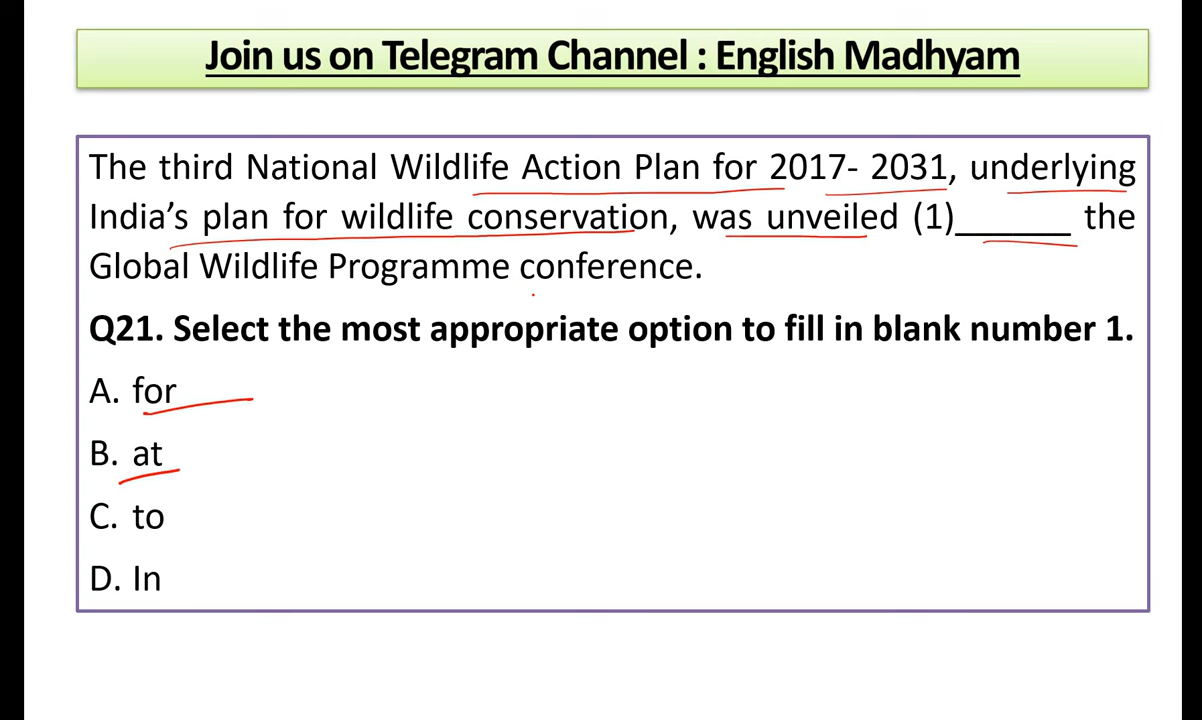 Join us on Telegram Channel : English Madhyam
The third National Wildlife Action Plan for 2017- 2031, underlying
India’s plan for wildlife conservation, was unveiled (1)______ the
Global Wildlife Programme conference.
Q21. Select the most appropriate option to fill in blank number 1.
A. for
B. at
C. to
D. In